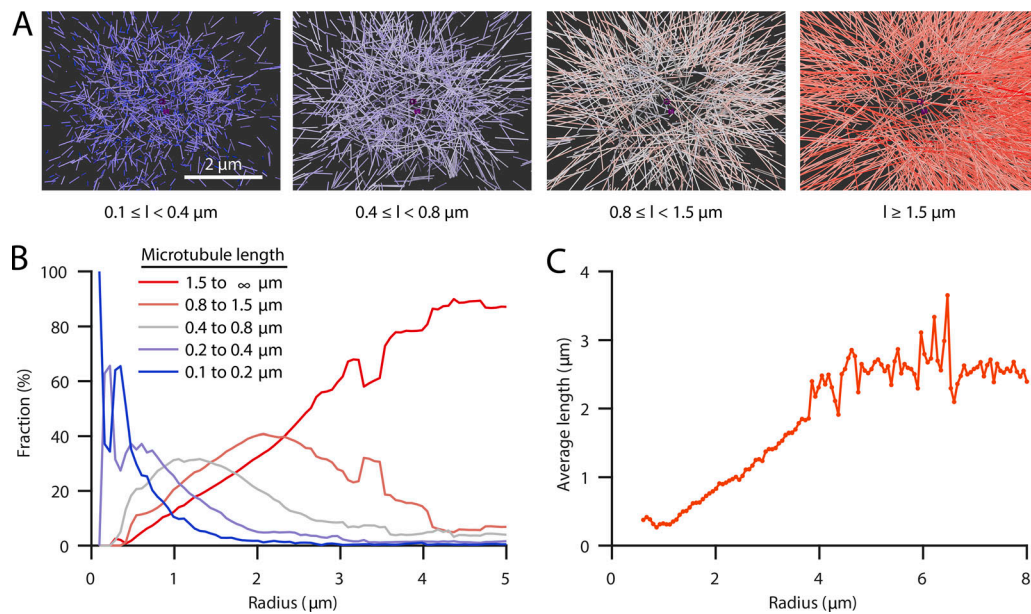 A
2 μm
0.1 ≤ l < 0.4 μm
0.4 ≤ l < 0.8 μm
0.8 ≤ l < 1.5 μm
l ≥ 1.5 μm
B
Microtubule length
1.5 to ∞ μm
0.8 to 1.5 μm
0.4 to 0.8 μm
0.2 to 0.4 μm
0.1 to 0.2 μm
Fraction (%)
100
80
60
40
20
0
0 1 2 3 4 5
Radius (μm)
C
Average length (μm)
4
3
2
1
0
0 2 4 6 8
Radius (μm)